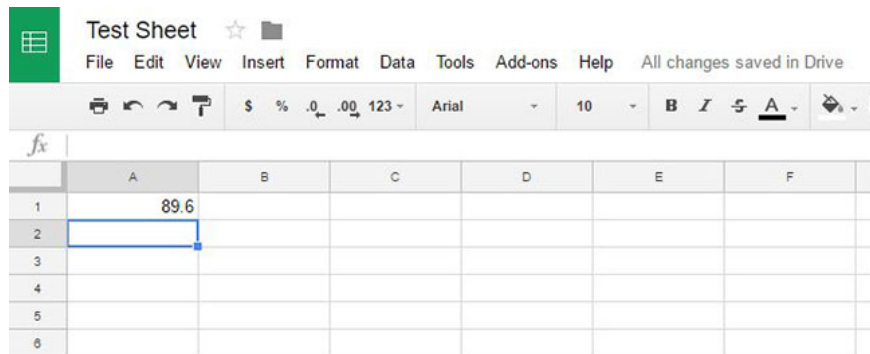 Test Sheet
File Edit View Insert Format Data Tools Add-ons Help All changes saved in Drive
$ % .0 .00 123 Arial 10 B I S A
fx
A B C D E F
1 89.6
2
3
4
5
6